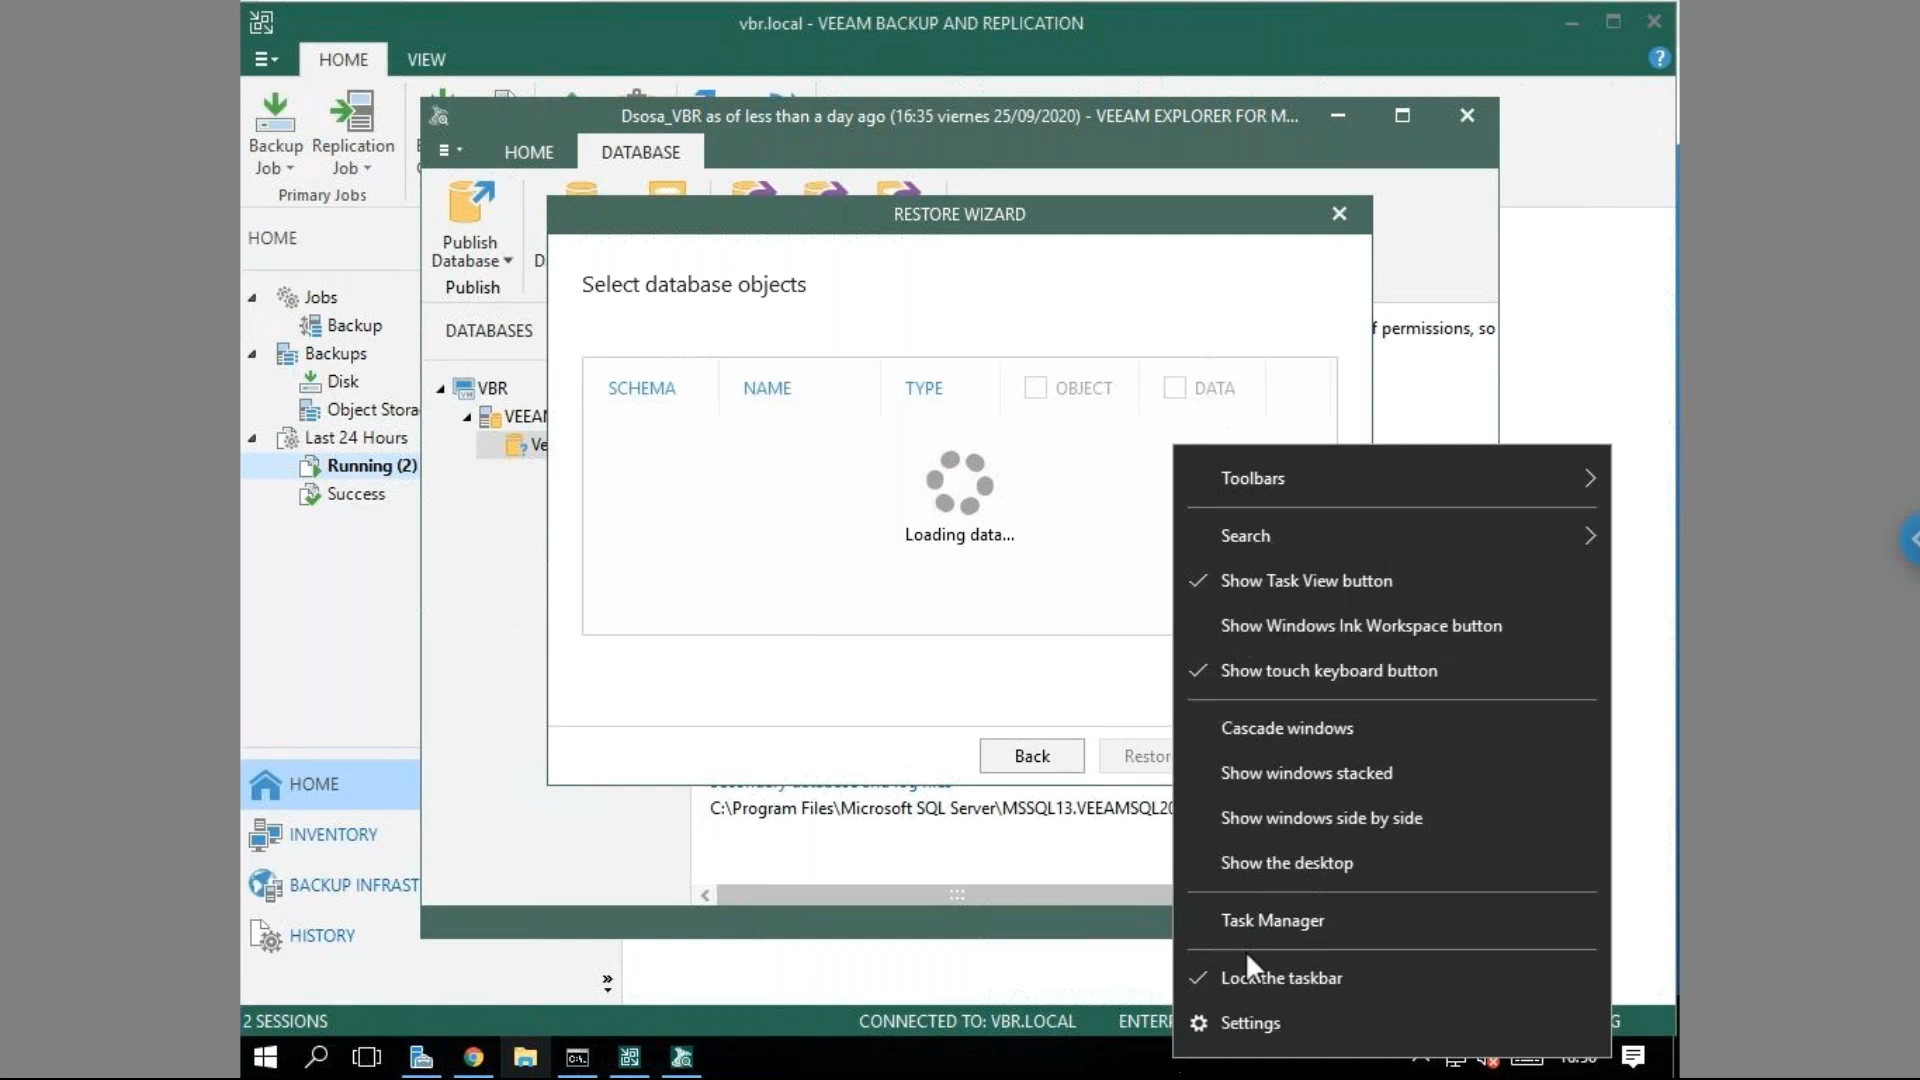 vbr.local - VEEAM BACKUP AND REPLICATION
HOME
VIEW
Backup Job
Replication Job
Primary Jobs
Dsosa_VBR as of less than a day ago (16:35 viernes 25/09/2020) - VEEAM EXPLORER FOR M...
HOME
DATABASE
Publish Database
Publish
RESTORE WIZARD
Select database objects
SCHEMA
NAME
TYPE
OBJECT
DATA
Loading data...
Back
Restor
HOME
Jobs
Backup
Backups
Disk
Object Stora
Last 24 Hours
Running (2)
Success
DATABASES
VBR
VEEAM
Ve
f permissions, so
C:\Program Files\Microsoft SQL Server\MSSQL13.VEEAMSQL20
HOME
INVENTORY
BACKUP INFRAST
HISTORY
Toolbars
Search
Show Task View button
Show Windows Ink Workspace button
Show touch keyboard button
Cascade windows
Show windows stacked
Show windows side by side
Show the desktop
Task Manager
Lock the taskbar
Settings
2 SESSIONS
CONNECTED TO: VBR.LOCAL
ENTERP
G